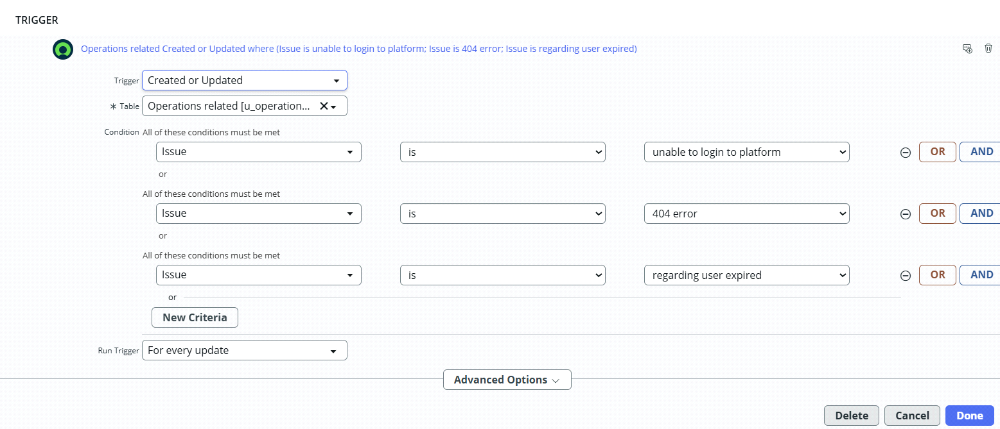 TRIGGER
Operations related Created or Updated where (Issue is unable to login to platform; Issue is 404 error; Issue is regarding user expired)
Trigger Created or Updated
* Table Operations related [u_operation...
Condition All of these conditions must be met
Issue is unable to login to platform OR AND
or
All of these conditions must be met
Issue is 404 error OR AND
or
All of these conditions must be met
Issue is regarding user expired OR AND
or
New Criteria
Run Trigger For every update
Advanced Options
Delete Cancel Done